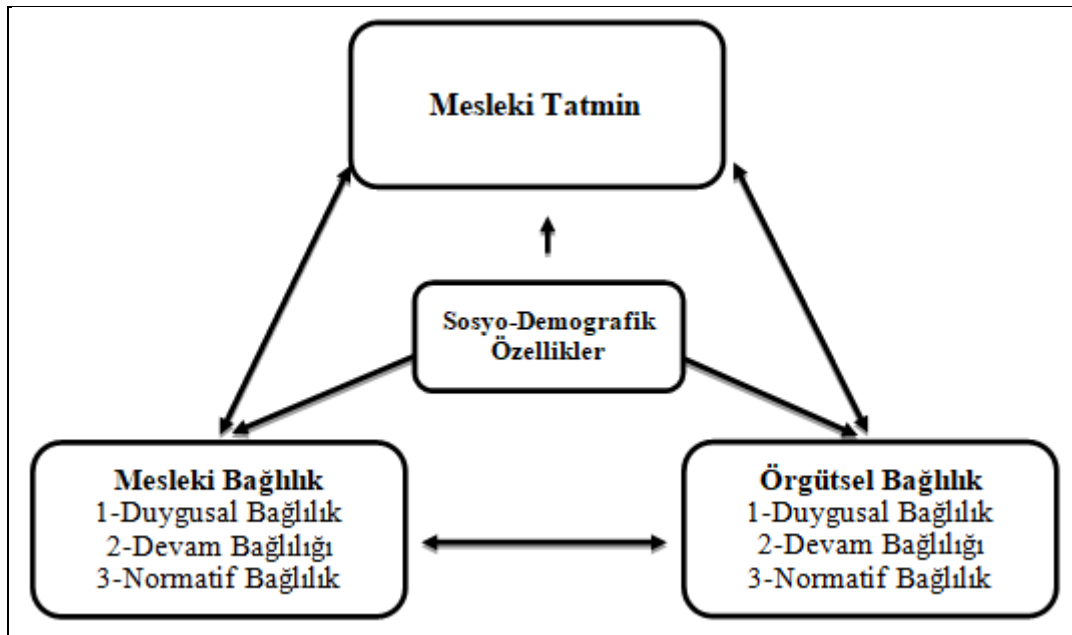 Mesleki Tatmin
Sosyo-Demografik
Özellikler
Mesleki Bağlılık
1-Duygusal Bağlılık
2-Devam Bağlılığı
3-Normatif Bağlılık
Örgütsel Bağlılık
1-Duygusal Bağlılık
2-Devam Bağlılığı
3-Normatif Bağlılık